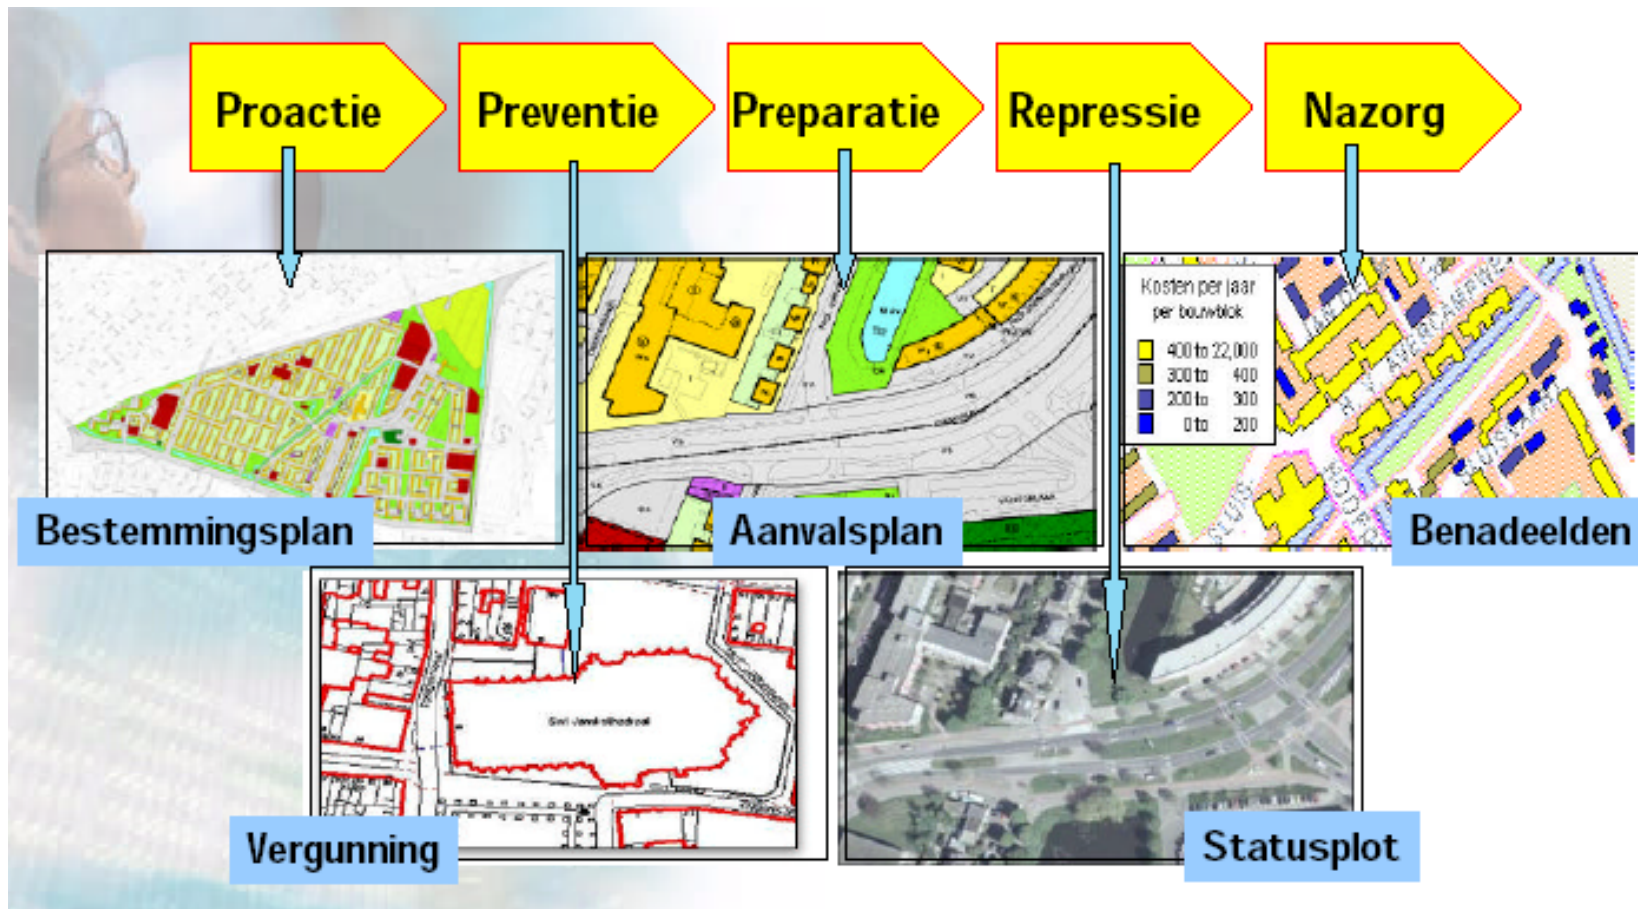 Proactie
Preventie
Preparatie
Repressie
Nazorg
Kosten per jaar
per bouwblok
400 to 22,000
300 to 400
200 to 300
0 to 200
Bestemmingsplan
Aanvalsplan
Benadeelden
Vergunning
Statusplot